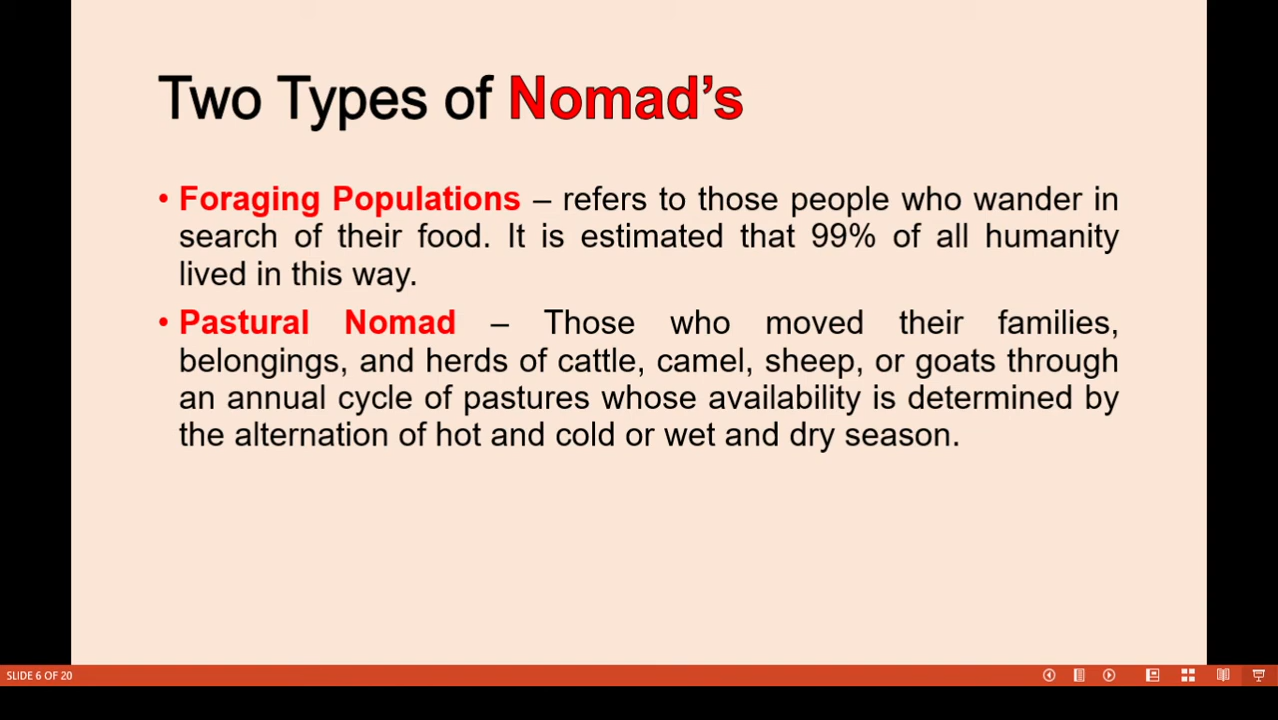 Two Types of Nomad’s
• Foraging Populations – refers to those people who wander in
search of their food. It is estimated that 99% of all humanity
lived in this way.
• Pastural Nomad – Those who moved their families,
belongings, and herds of cattle, camel, sheep, or goats through
an annual cycle of pastures whose availability is determined by
the alternation of hot and cold or wet and dry season.
SLIDE 6 OF 20